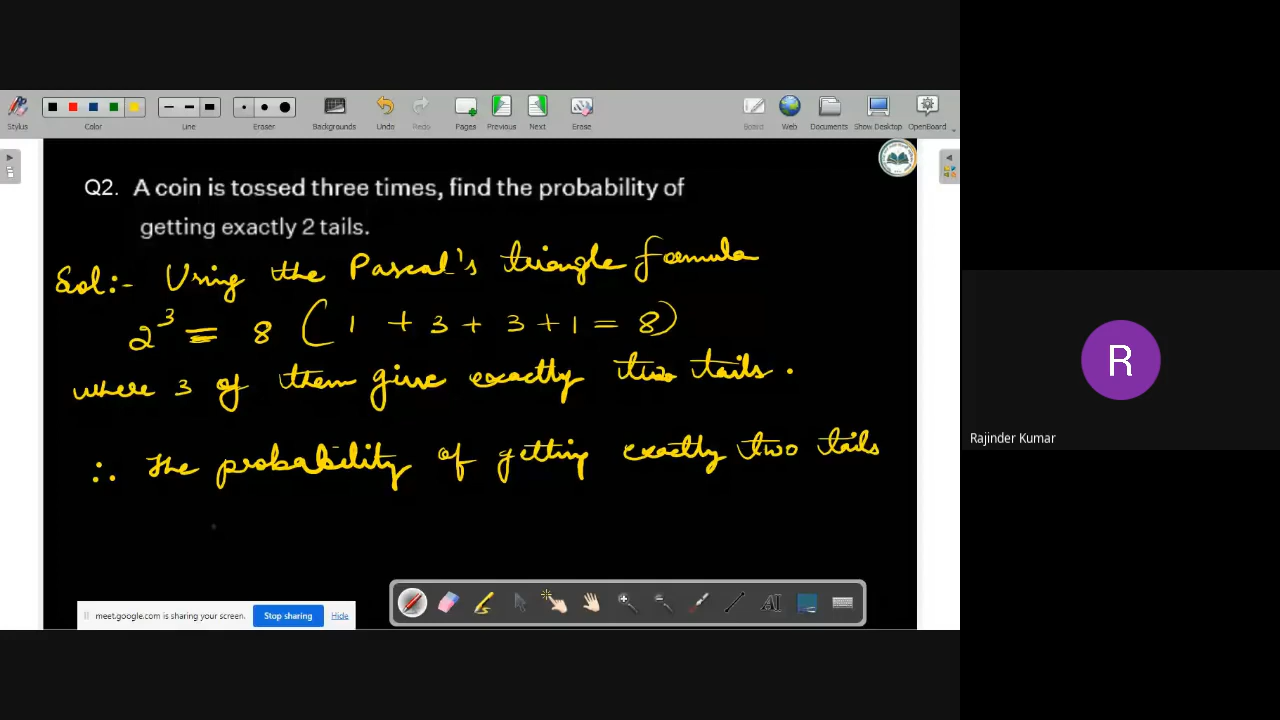 Stylus
Color
Line
Eraser
Backgrounds
Undo
Redo
Pages
Previous
Next
Erase
Board
Web
Documents
Show Desktop
OpenBoard
Q2. A coin is tossed three times, find the probability of
getting exactly 2 tails.
Sol:- Using the Pascal's triangle formula
2³ = 8 ( 1 + 3 + 3 + 1 = 8)
where 3 of them give exactly two tails.
∴ the probability of getting exactly two tails
meet.google.com is sharing your screen. Stop sharing Hide
R
Rajinder Kumar